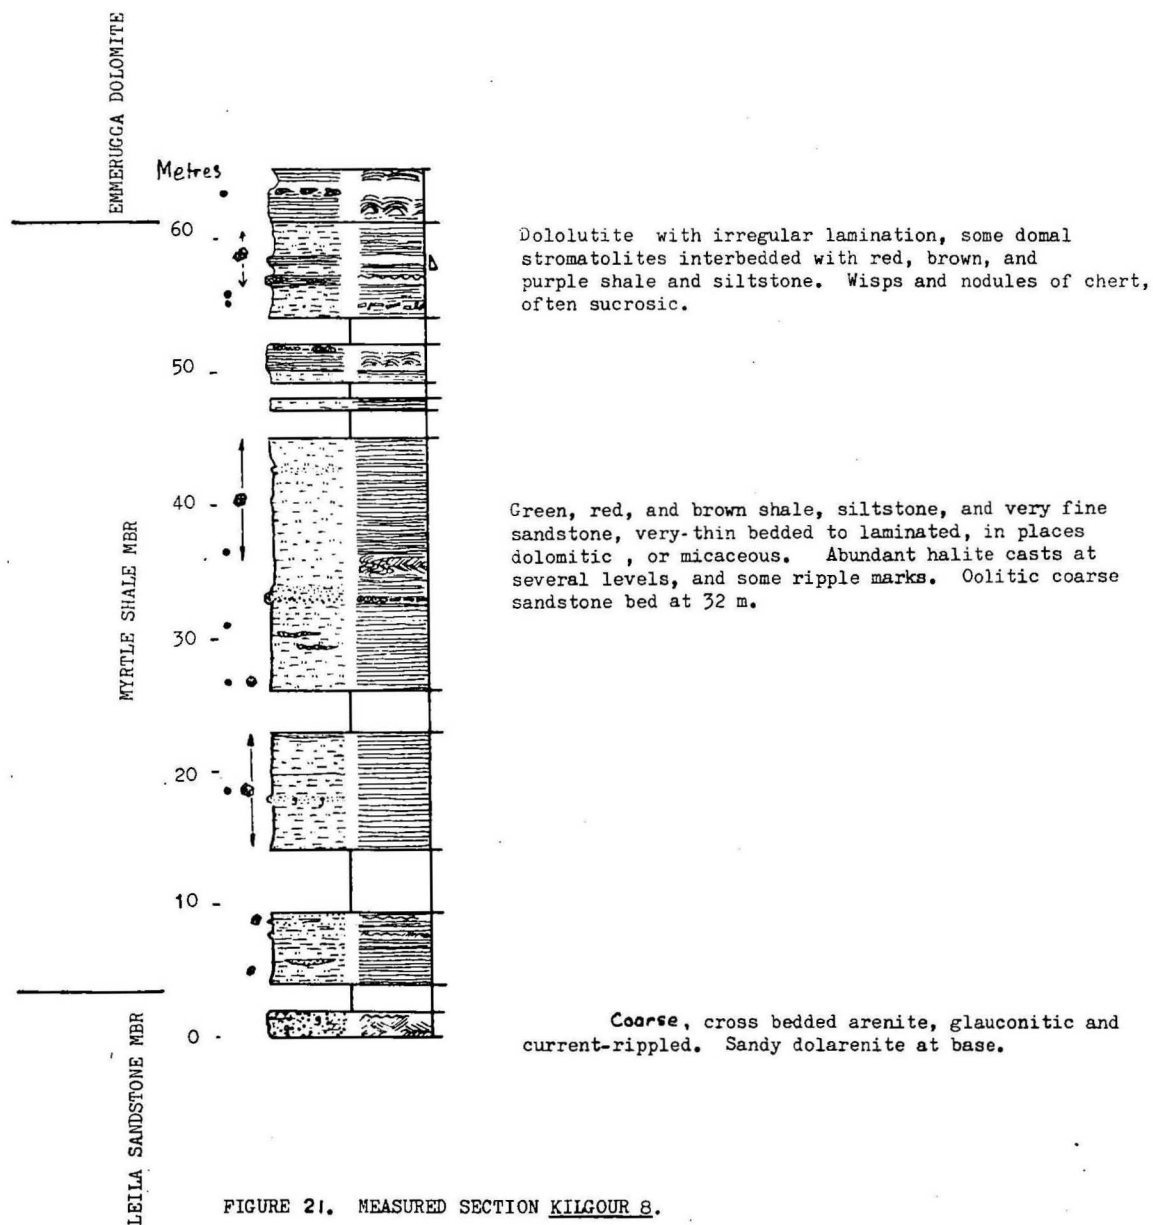 EMMERUGGA DOLOMITE
Metres
60
Dololutite with irregular lamination, some domal
stromatolites interbedded with red, brown, and
purple shale and siltstone. Wisps and nodules of chert,
often sucrosic.
50
MYRTLE SHALE MBR
40
Green, red, and brown shale, siltstone, and very fine
sandstone, very-thin bedded to laminated, in places
dolomitic , or micaceous. Abundant halite casts at
several levels, and some ripple marks. Oolitic coarse
sandstone bed at 32 m.
30
20
10
0
LEILA SANDSTONE MBR
Coarse, cross bedded arenite, glauconitic and
current-rippled. Sandy dolarenite at base.
FIGURE 21. MEASURED SECTION KILGOUR 8.